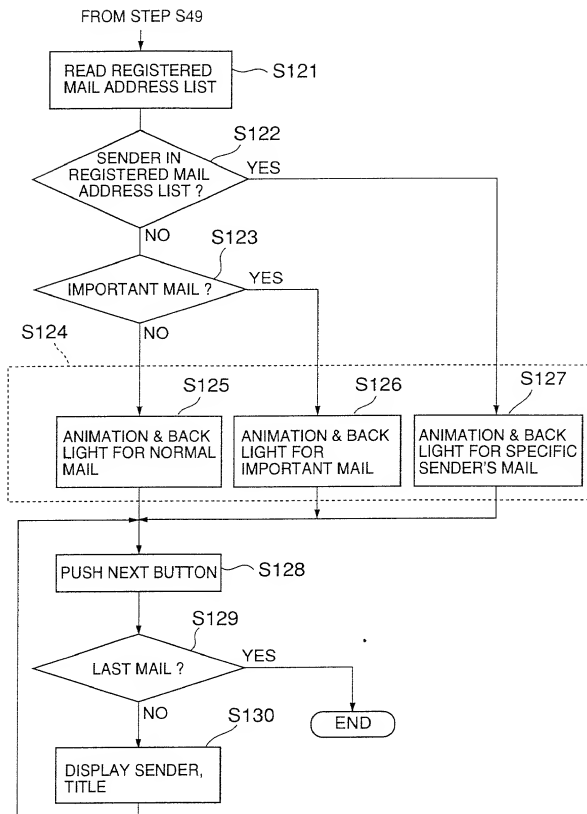 FROM STEP S49
READ REGISTERED
MAIL ADDRESS LIST
S121
S122
SENDER IN
REGISTERED MAIL
ADDRESS LIST ?
YES
NO
S123
IMPORTANT MAIL ?
YES
NO
S124
S125
ANIMATION & BACK
LIGHT FOR NORMAL
MAIL
S126
ANIMATION & BACK
LIGHT FOR
IMPORTANT MAIL
S127
ANIMATION & BACK
LIGHT FOR SPECIFIC
SENDER'S MAIL
PUSH NEXT BUTTON
S128
S129
LAST MAIL ?
YES
NO
END
S130
DISPLAY SENDER,
TITLE